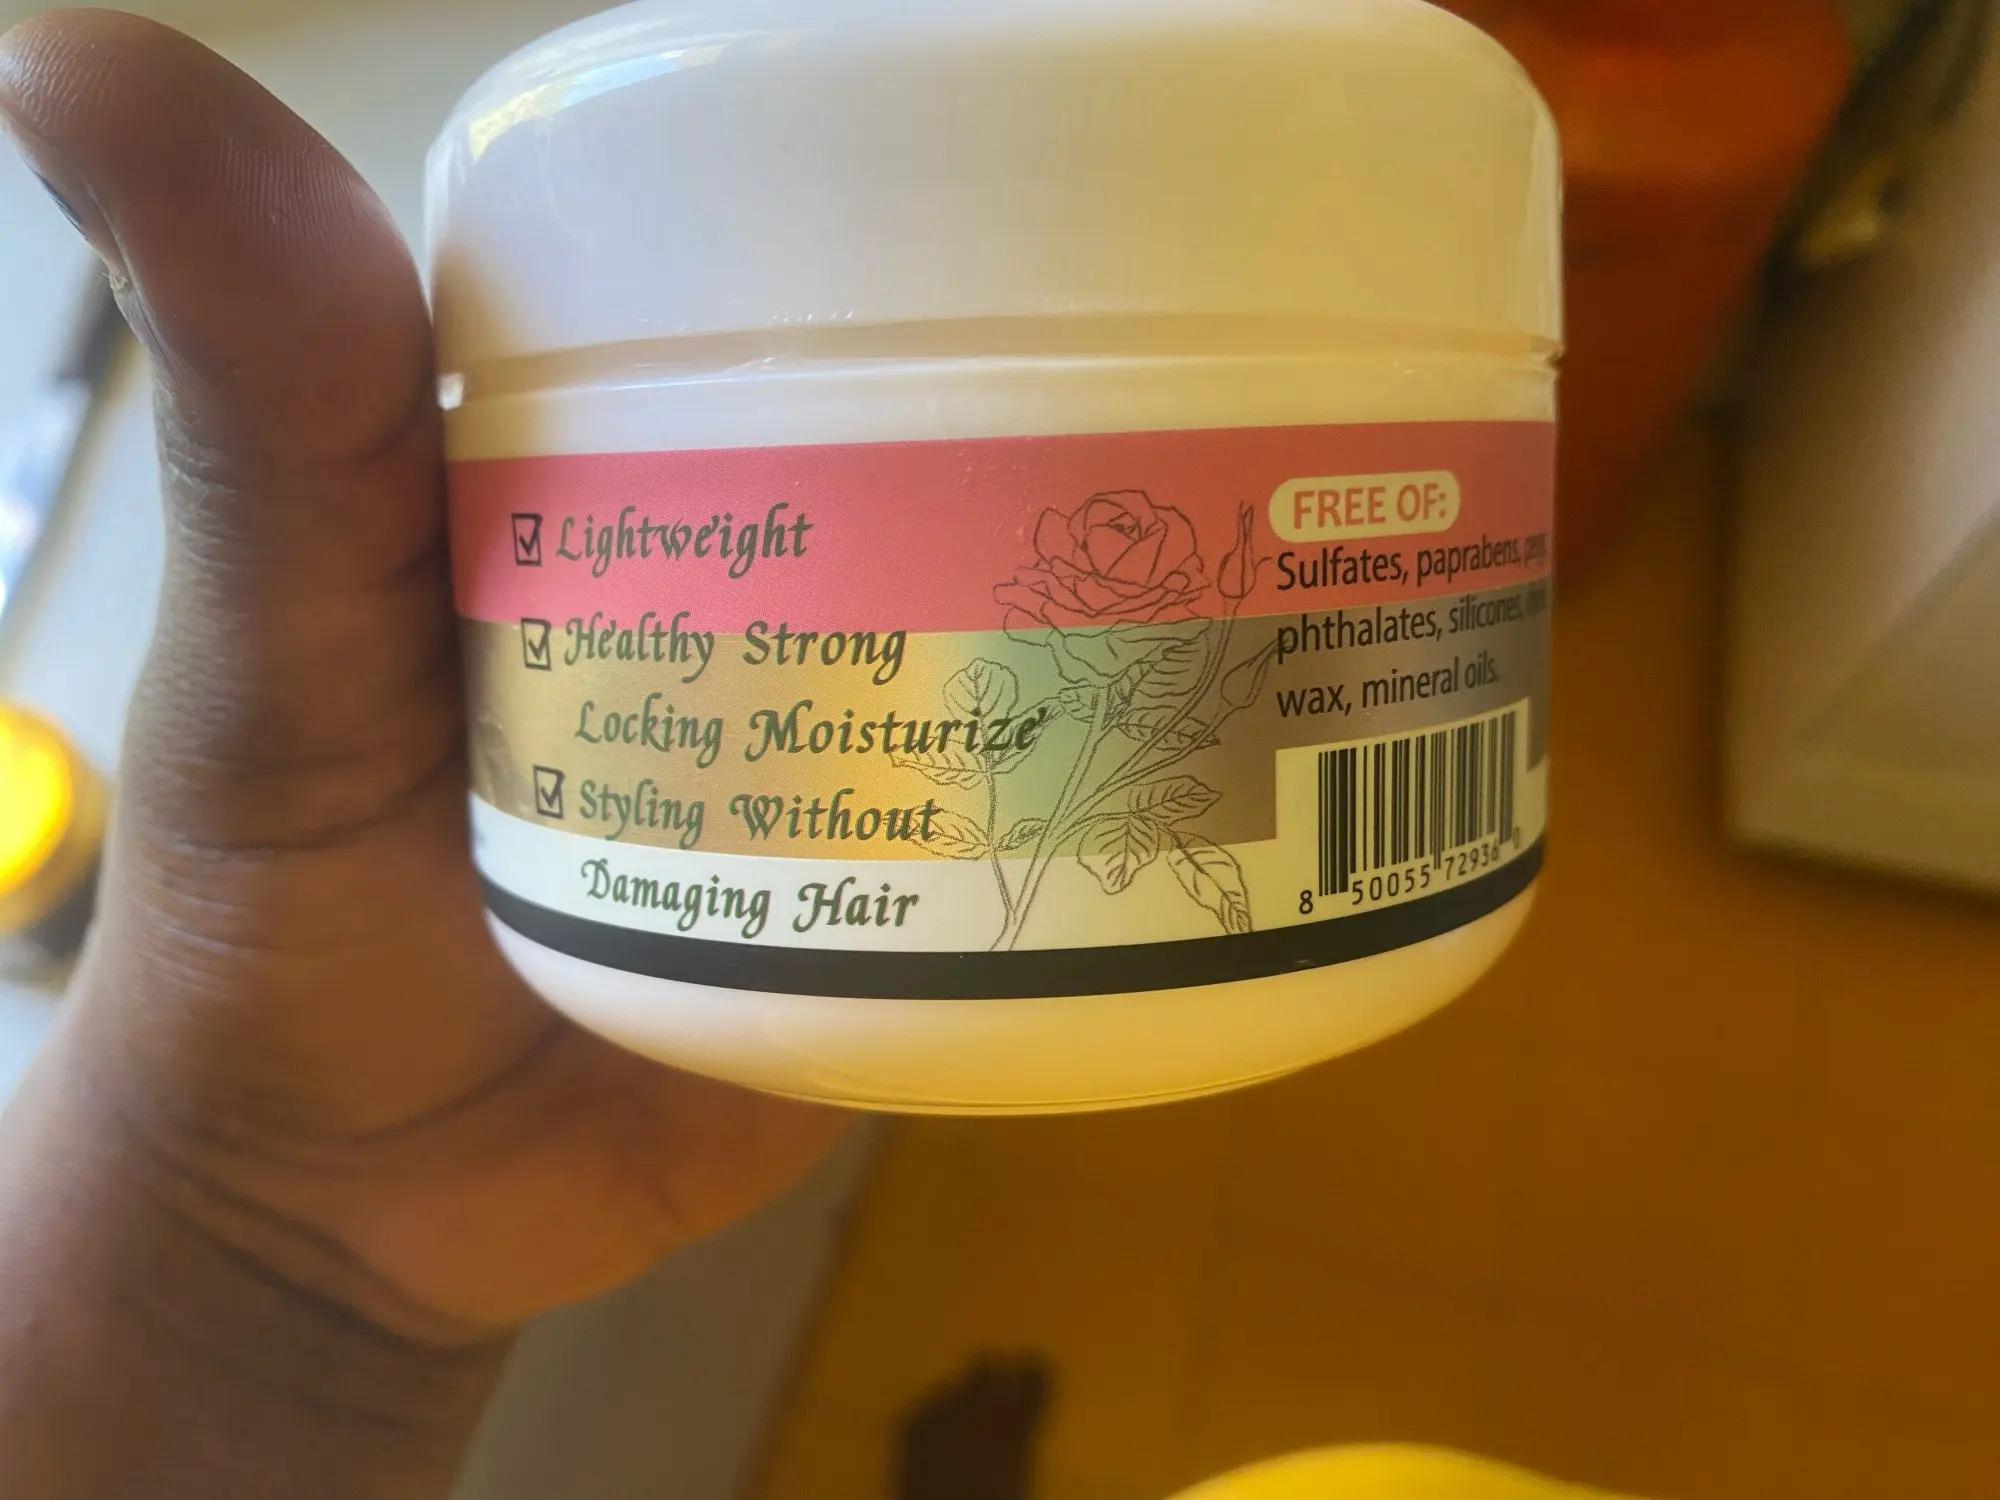 Lightweight
Healthy Strong
Locking Moisturize
Styling Without
Damaging Hair
FREE OF:
Sulfates, paprabens,
phthalates, silicones,
wax, mineral oils.
8 50055 72936 0